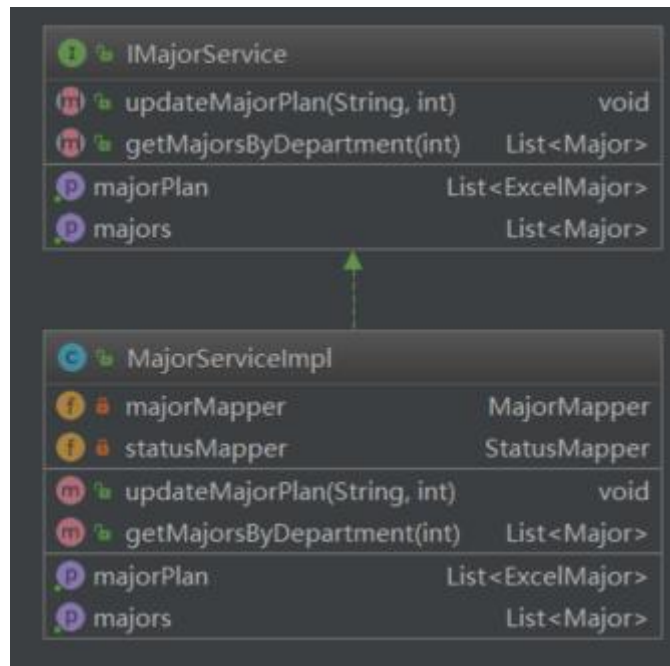 IMajorService
updateMajorPlan(String, int) void
getMajorsByDepartment(int) List<Major>
majorPlan List<ExcelMajor>
majors List<Major>
MajorServiceImpl
majorMapper MajorMapper
statusMapper StatusMapper
updateMajorPlan(String, int) void
getMajorsByDepartment(int) List<Major>
majorPlan List<ExcelMajor>
majors List<Major>